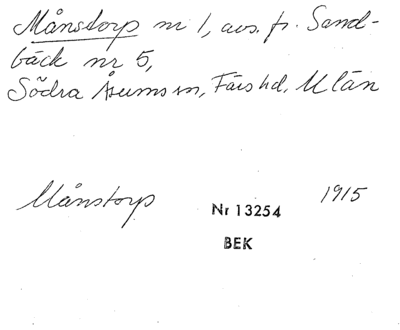 Månstorp nr 1, avs. fr. Sand-
bäck nr 5,
Södra Åsums sn, Färs hd, M län
Månstorp Nr 13254 1915
BEK